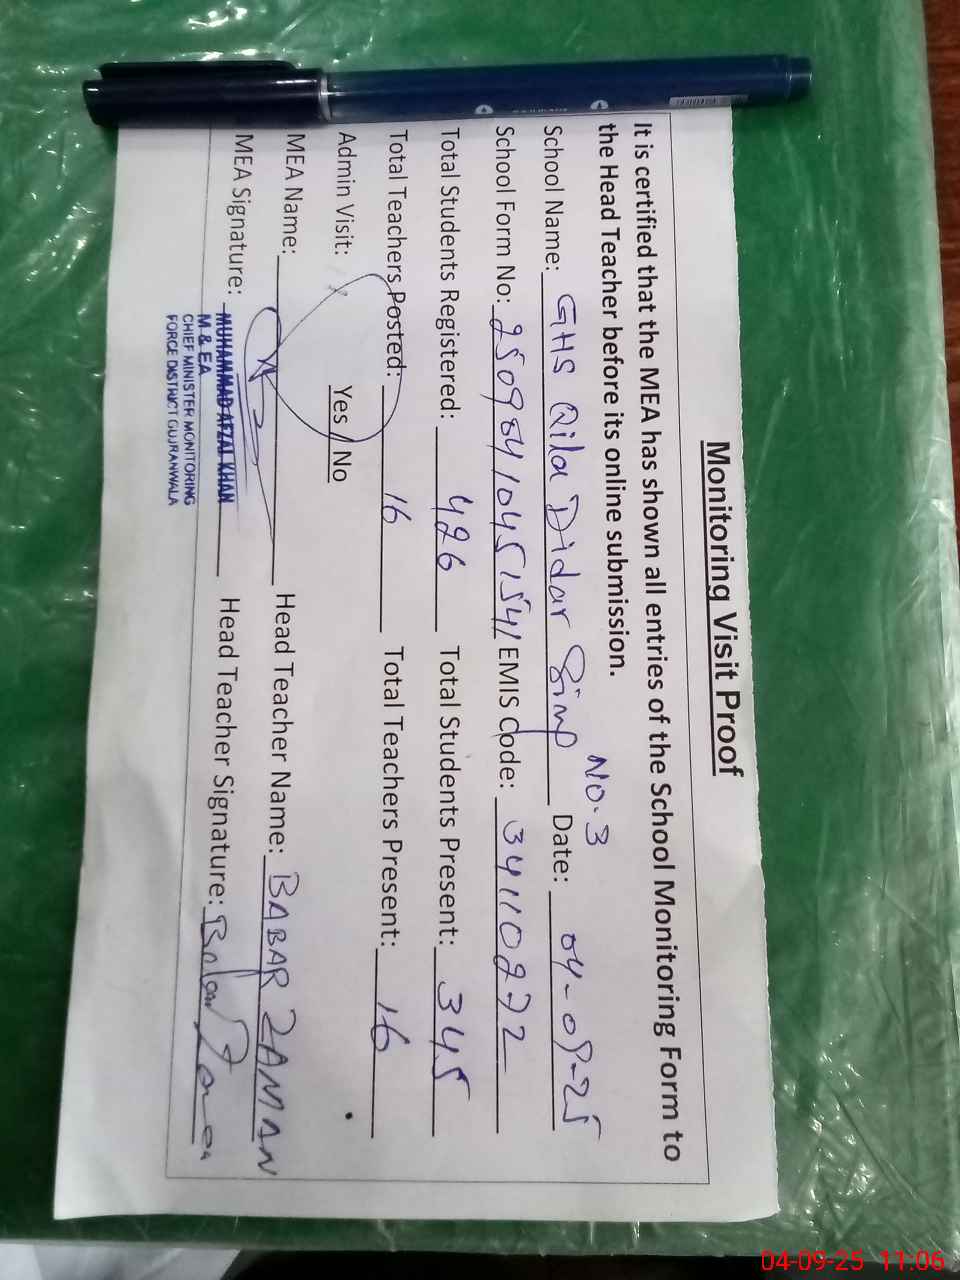 Monitoring Visit Proof
It is certified that the MEA has shown all entries of the School Monitoring Form to
the Head Teacher before its online submission.
NO. 3
School Name: GHS Qila Didar Sing Date: 04-09-25
School Form No: EMIS Code:
Total Students Registered: 426 Total Students Present: 345
Total Teachers Posted: 16 Total Teachers Present: 16
Admin Visit: Yes / No
MEA Name: Head Teacher Name: BABAR ZAMAN
MEA Signature: Head Teacher Signature:
MUHAMMAD AFZAL KHAN
M & EA
CHIEF MINISTER MONITORING
FORCE DISTRICT GUJRANWALA
04-09-25 11:06